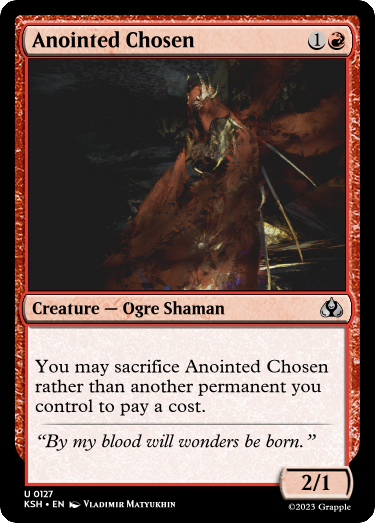 Anointed Chosen 1
Creature — Ogre Shaman
You may sacrifice Anointed Chosen
rather than another permanent you
control to pay a cost.
“By my blood will wonders be born.”
2/1
U 0127
KSH • EN Vladimir Matyukhin
©2023 Grapple